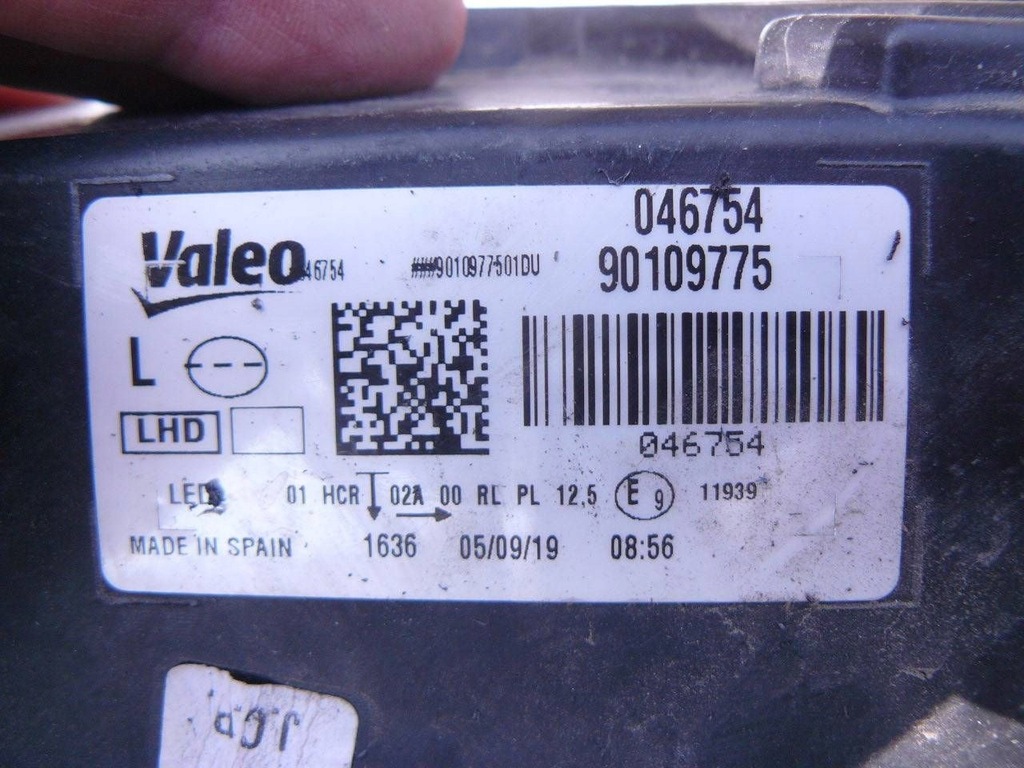 046754
Valeo 46754 ###9010977501DU 90109775
L
LHD
046754
LED 01 HCR 02A 00 RL PL 12,5 E 9 11939
MADE IN SPAIN 1636 05/09/19 08:56
J.G.P